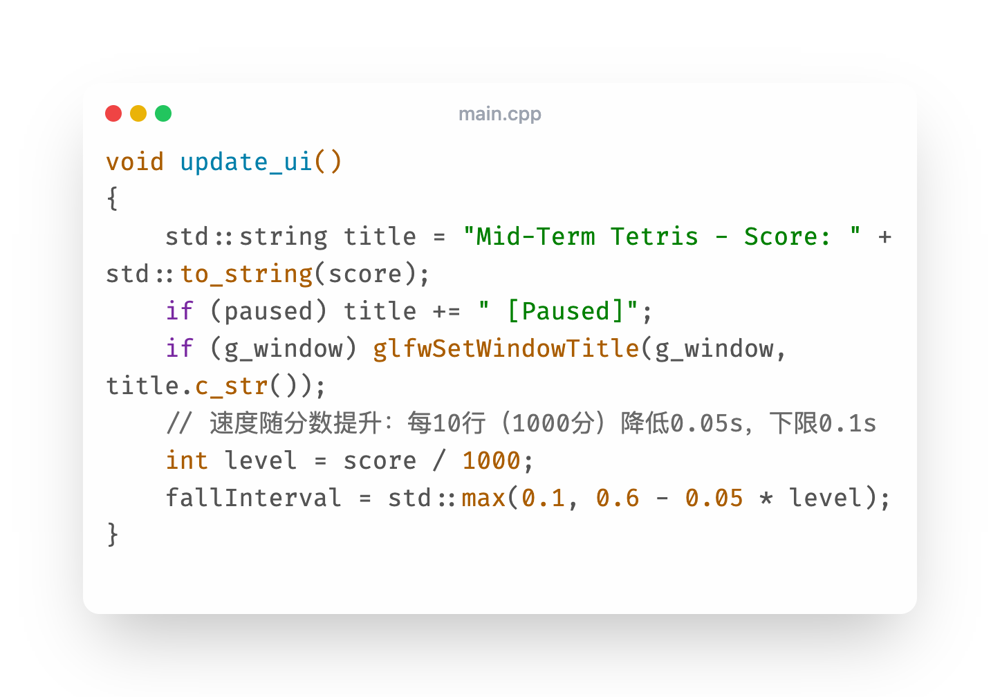 main.cpp
void update_ui()
{
    std::string title = "Mid-Term Tetris - Score: " +
std::to_string(score);
    if (paused) title += " [Paused]";
    if (g_window) glfwSetWindowTitle(g_window,
title.c_str());
    // 速度随分数提升：每10行（1000分）降低0.05s，下限0.1s
    int level = score / 1000;
    fallInterval = std::max(0.1, 0.6 - 0.05 * level);
}